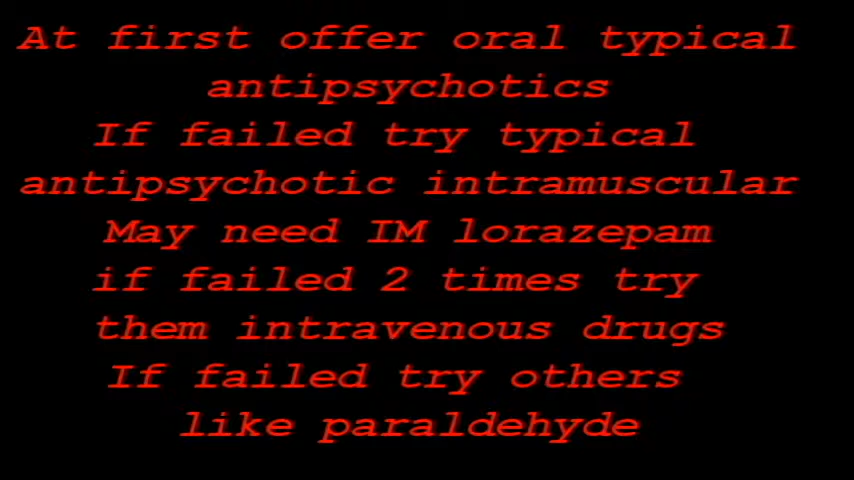 At first offer oral typical
antipsychotics
If failed try typical
antipsychotic intramuscular
May need IM lorazepam
if failed 2 times try
them intravenous drugs
If failed try others
like paraldehyde